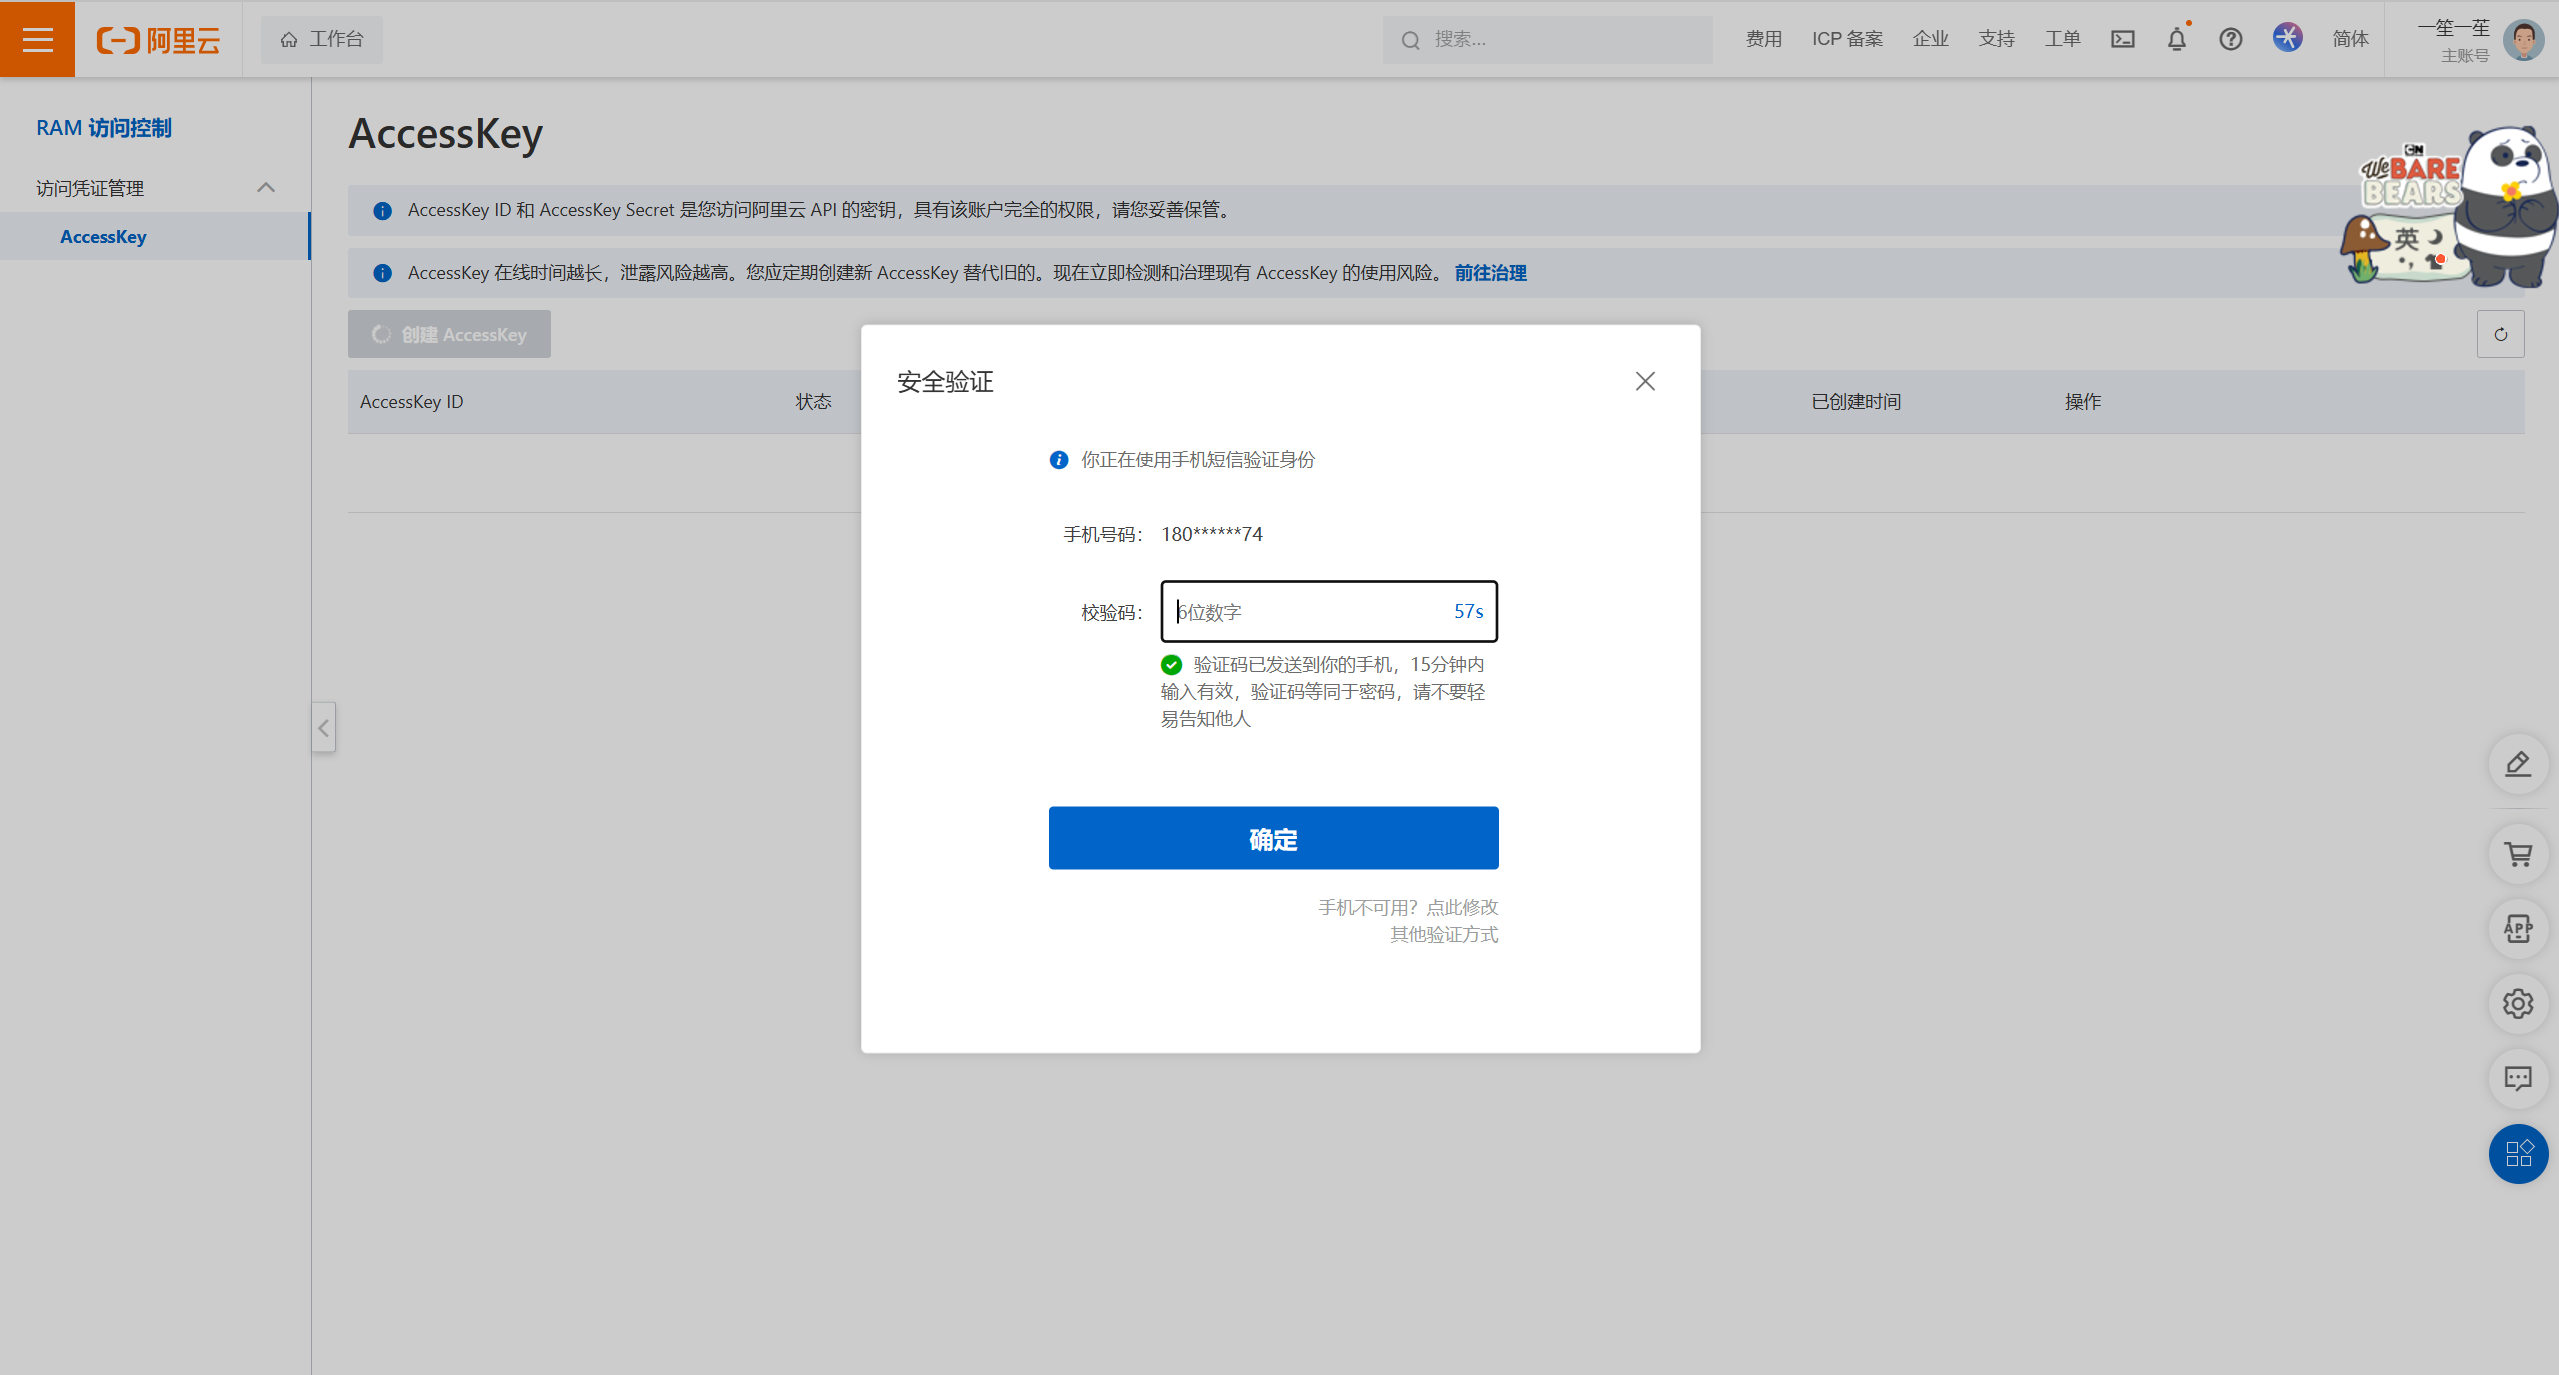 阿里云
工作台
搜索...
费用
ICP 备案
企业
支持
工单
简体
一笙一茎
主账号
RAM 访问控制
访问凭证管理
AccessKey
AccessKey
AccessKey ID 和 AccessKey Secret 是您访问阿里云 API 的密钥，具有该账户完全的权限，请您妥善保管。
AccessKey 在线时间越长，泄露风险越高。您应定期创建新 AccessKey 替代旧的。现在立即检测和治理现有 AccessKey 的使用风险。 前往治理
CN
We BARE BEARS
英
创建 AccessKey
AccessKey ID
状态
已创建时间
操作
安全验证
你正在使用手机短信验证身份
手机号码： 180******74
校验码： 6位数字 57s
验证码已发送到你的手机，15分钟内
输入有效，验证码等同于密码，请不要轻
易告知他人
确定
手机不可用？点此修改
其他验证方式
APP